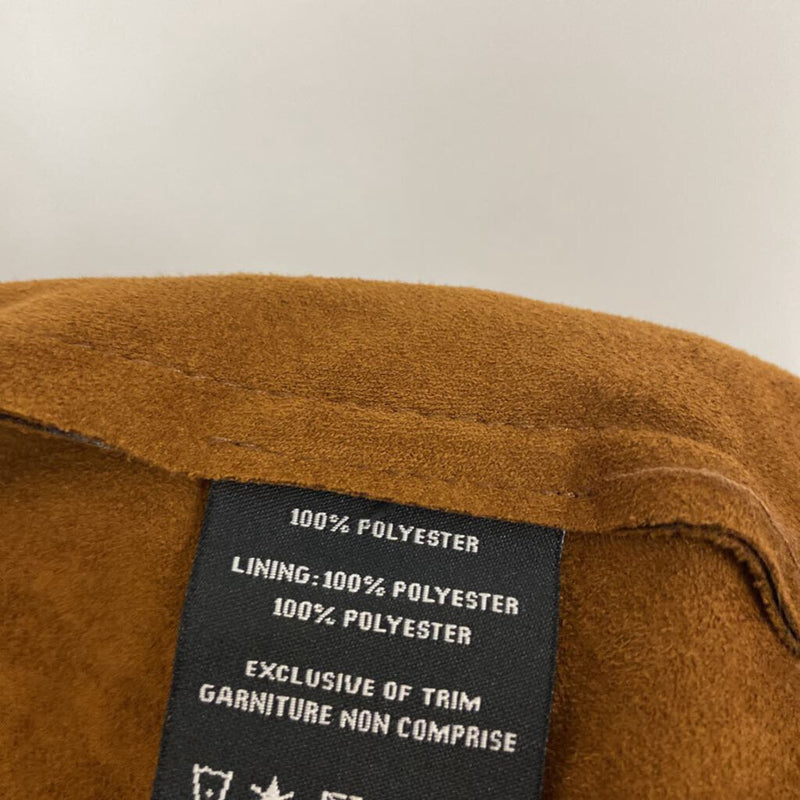 100% POLYESTER
LINING:100% POLYESTER
100% POLYESTER
EXCLUSIVE OF TRIM
GARNITURE NON COMPRISE